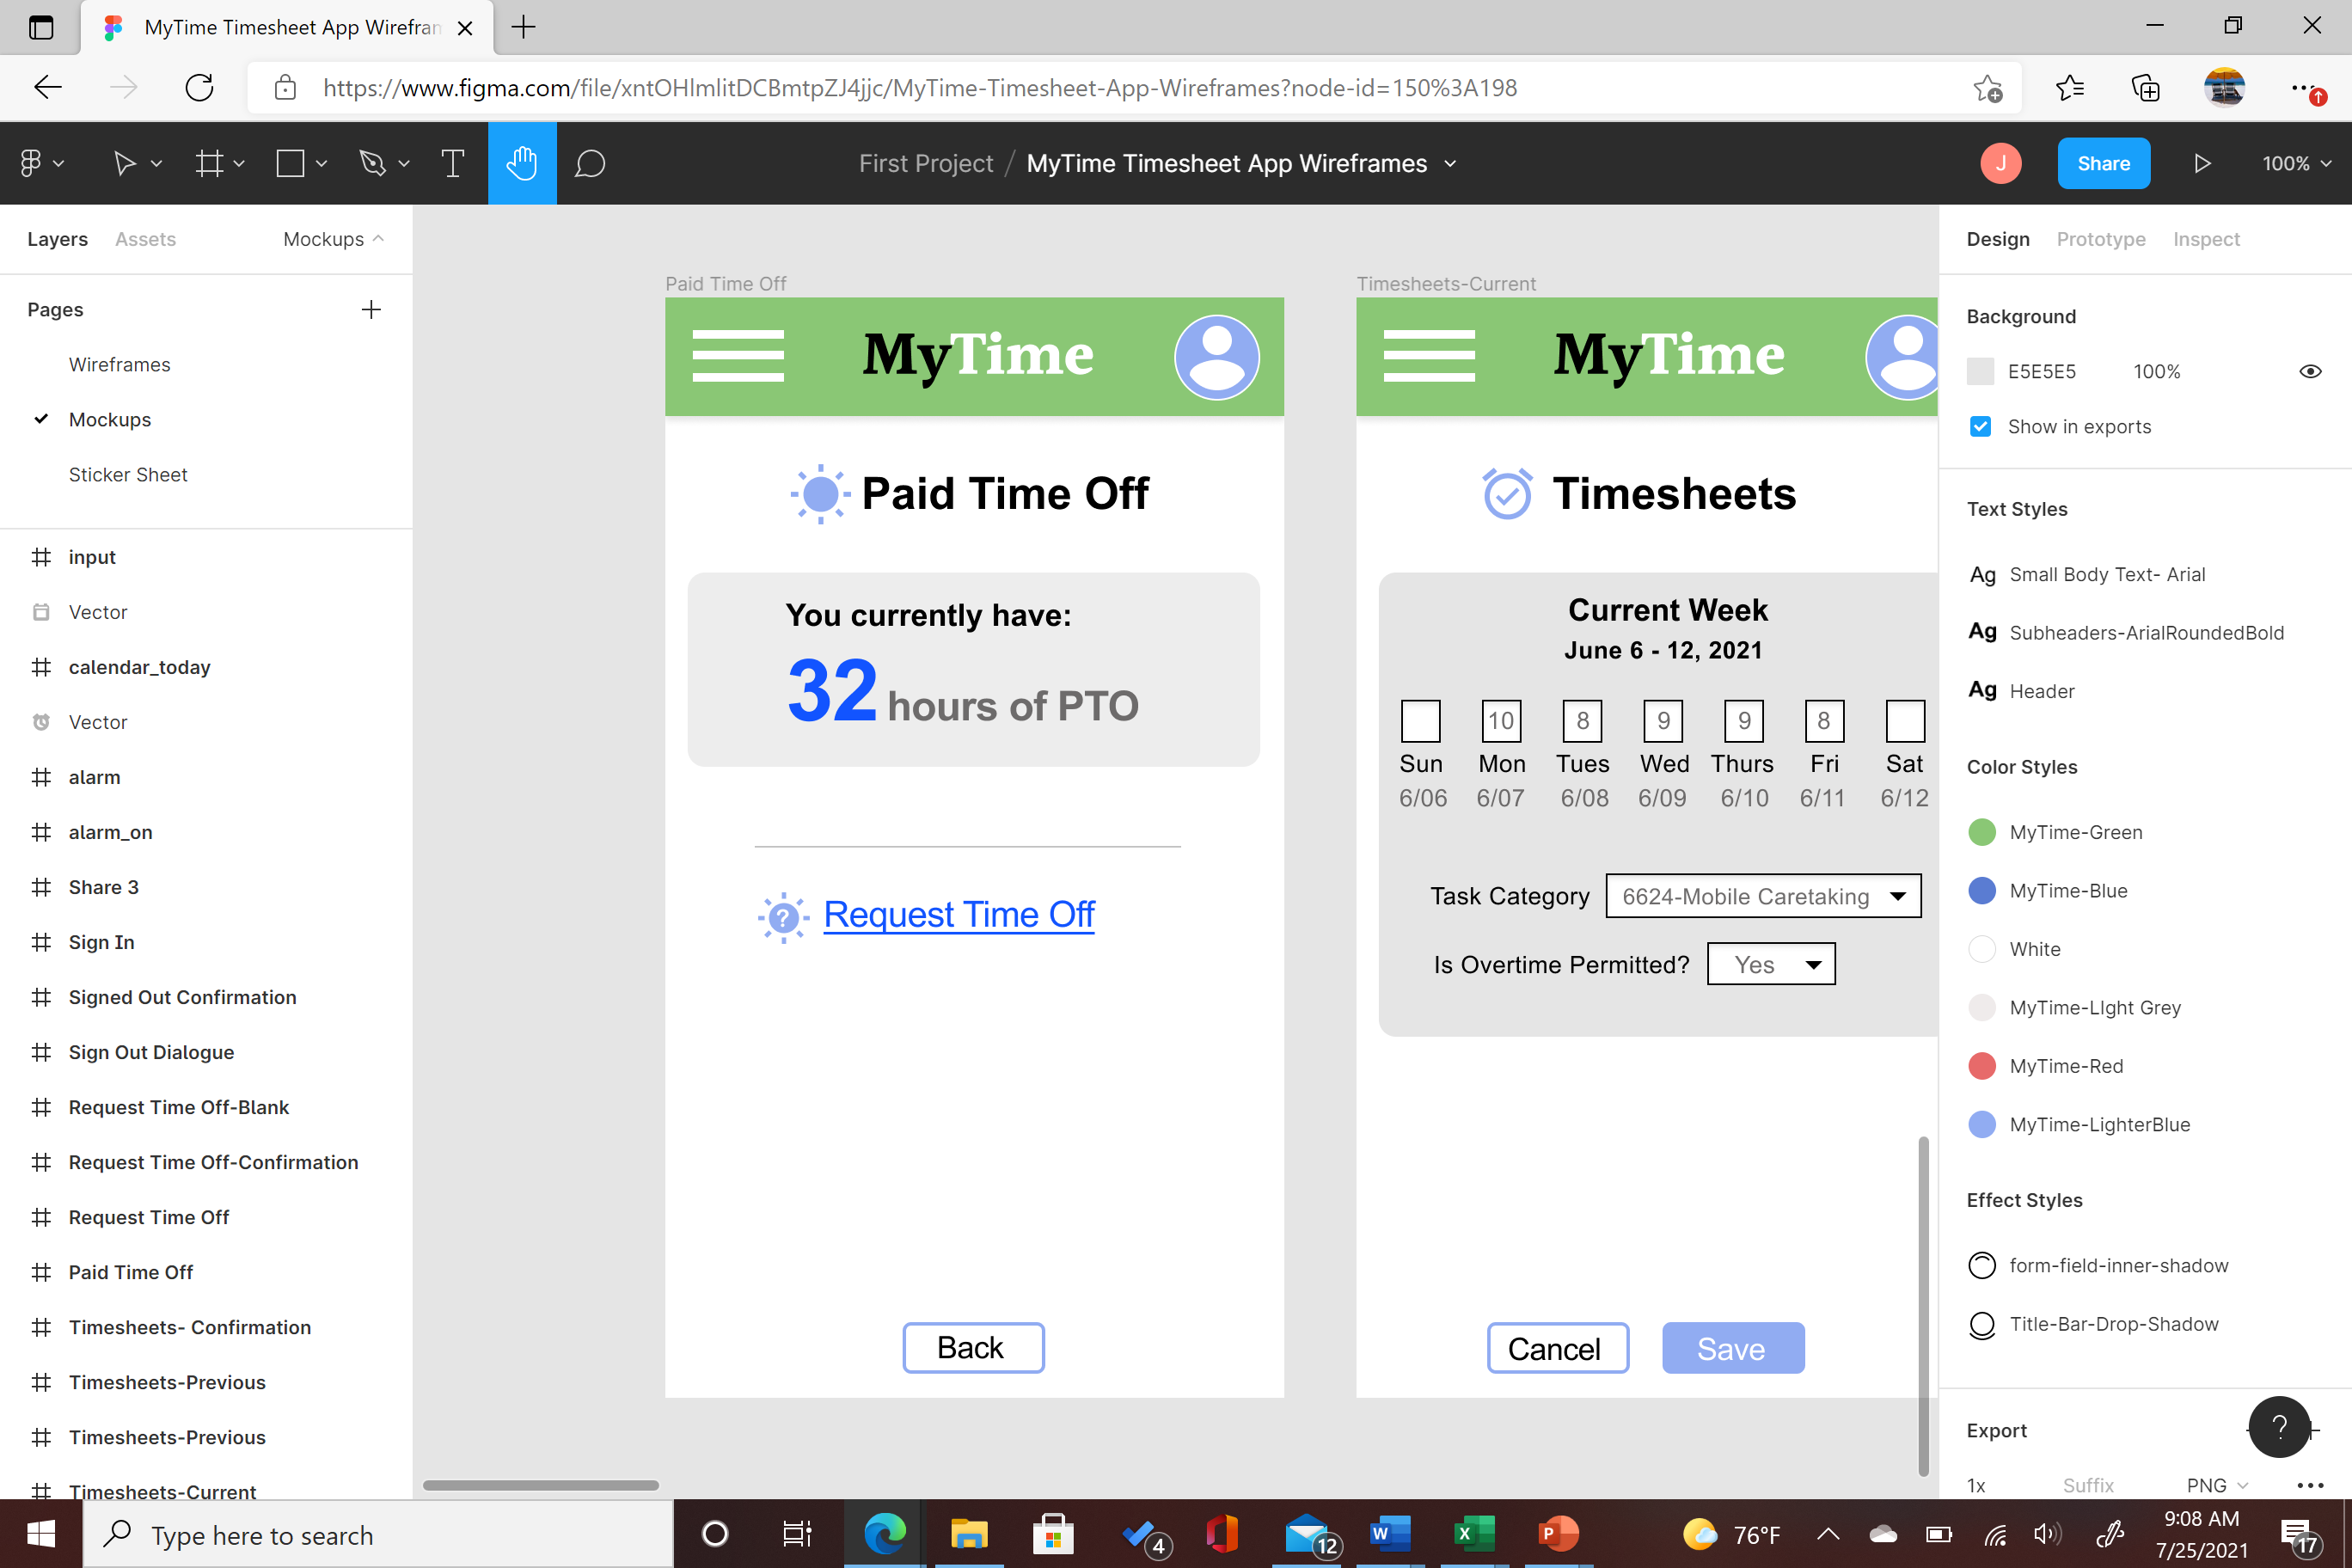 MyTime Timesheet App Wirefram
https://www.figma.com/file/xntOHlmlitDCBmtpZJ4jjc/MyTime-Timesheet-App-Wireframes?node-id=150%3A198
First Project / MyTime Timesheet App Wireframes
J
Share
100%
Layers
Assets
Mockups
Pages
Wireframes
Mockups
Sticker Sheet
input
Vector
calendar_today
Vector
alarm
alarm_on
Share 3
Sign In
Signed Out Confirmation
Sign Out Dialogue
Request Time Off-Blank
Request Time Off-Confirmation
Request Time Off
Paid Time Off
Timesheets- Confirmation
Timesheets-Previous
Timesheets-Previous
Timesheets-Current
Paid Time Off
MyTime
Paid Time Off
You currently have:
32 hours of PTO
? Request Time Off
Back
Timesheets-Current
MyTime
Timesheets
Current Week
June 6 - 12, 2021
10 8 9 9 8
Sun Mon Tues Wed Thurs Fri Sat
6/06 6/07 6/08 6/09 6/10 6/11 6/12
Task Category 6624-Mobile Caretaking
Is Overtime Permitted? Yes
Cancel
Save
Design
Prototype
Inspect
Background
E5E5E5 100%
Show in exports
Text Styles
Ag Small Body Text- Arial
Ag Subheaders-ArialRoundedBold
Ag Header
Color Styles
MyTime-Green
MyTime-Blue
White
MyTime-LIght Grey
MyTime-Red
MyTime-LighterBlue
Effect Styles
form-field-inner-shadow
Title-Bar-Drop-Shadow
Export
?
1x Suffix PNG
Type here to search
4
12
W
X
P
76°F
9:08 AM
7/25/2021
17